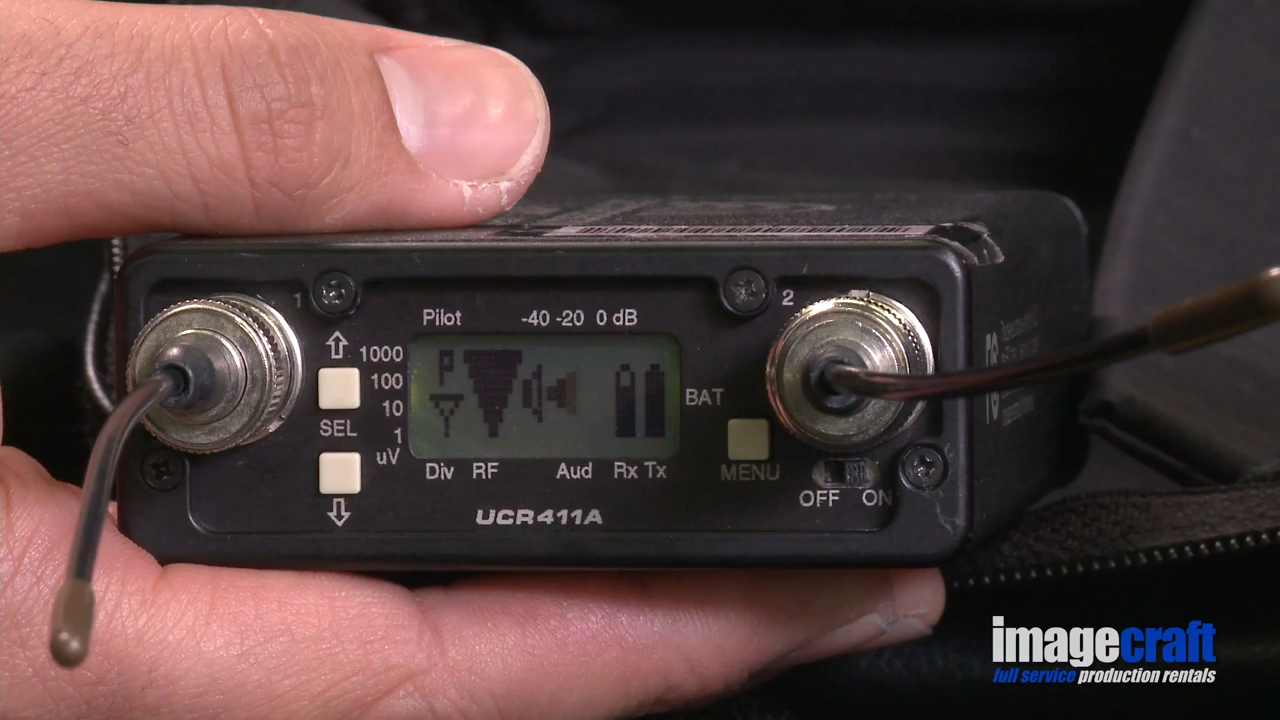 1
2
Pilot
-40 -20 0 dB
1000
100
10
1
uV
SEL
BAT
MENU
Div RF Aud Rx Tx
OFF ON
UCR411A
imagecraft
full service production rentals